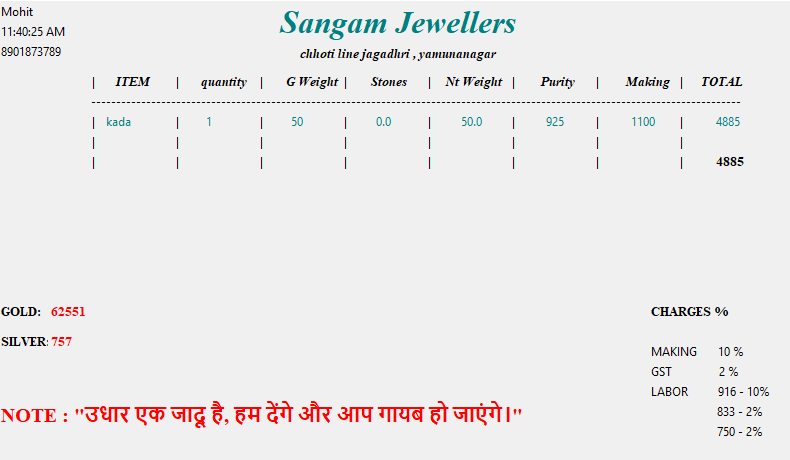 Mohit
Sangam Jewellers
11:40:25 AM
8901873789
chhoti line jagadhri , yamunanagar
| ITEM | quantity | G Weight | Stones | Nt Weight | Purity | Making | TOTAL
--------------------------------------------------------------------------------
| kada | 1 | 50 | 0.0 | 50.0 | 925 | 1100 | 4885
| | | | | | | |
| | | | | | | | 4885
GOLD: 62551 CHARGES %
SILVER: 757
MAKING 10 %
GST 2 %
LABOR 916 - 10%
NOTE : "उधार एक जादू है, हम देंगे और आप गायब हो जाएंगे।"
833 - 2%
750 - 2%